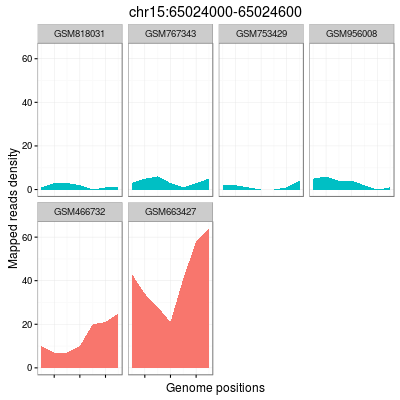 chr15:65024000-65024600
GSM818031 GSM767343 GSM753429 GSM956008
60
40
20
0
Mapped reads density
GSM466732 GSM663427
60
40
20
0
Genome positions